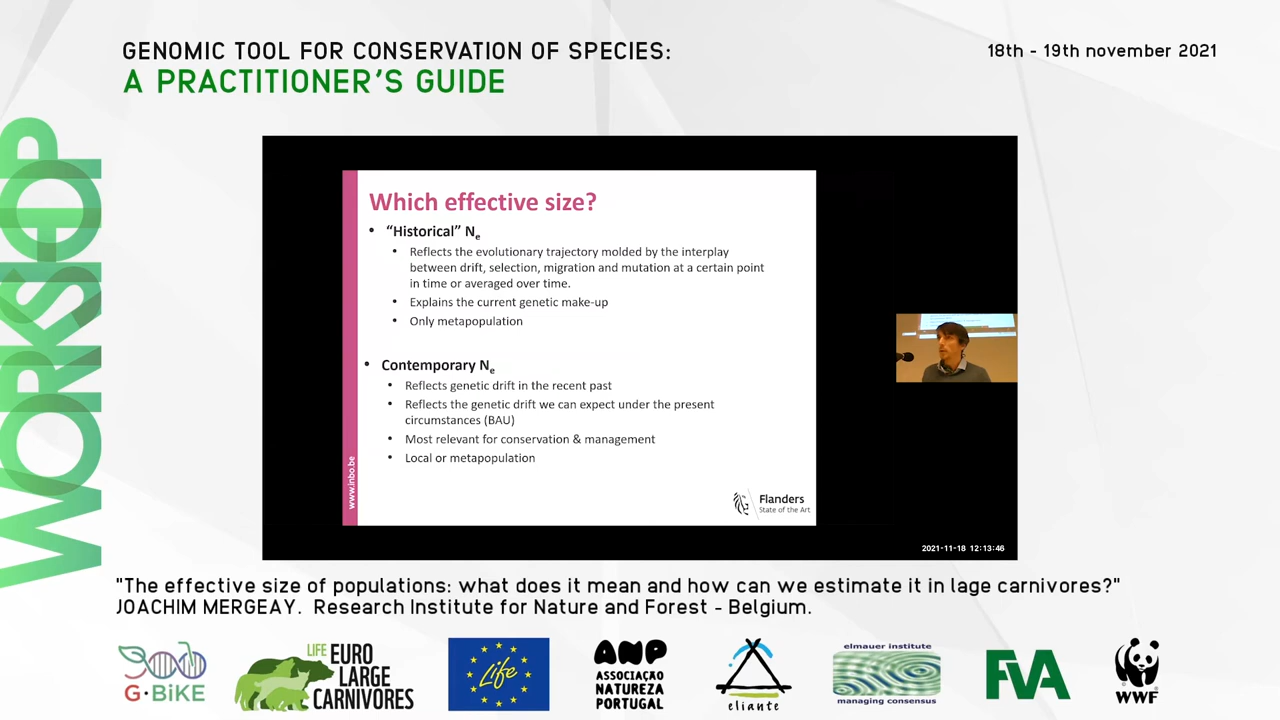 GENOMIC TOOL FOR CONSERVATION OF SPECIES:
A PRACTITIONER'S GUIDE
18th - 19th november 2021
WORKSHOP
Which effective size?
• "Historical" Ne
• Reflects the evolutionary trajectory molded by the interplay
between drift, selection, migration and mutation at a certain point
in time or averaged over time.
• Explains the current genetic make-up
• Only metapopulation
• Contemporary Ne
• Reflects genetic drift in the recent past
• Reflects the genetic drift we can expect under the present
circumstances (BAU)
• Most relevant for conservation & management
• Local or metapopulation
www.inbo.be
Flanders
State of the Art
2021-11-18 12:13:46
"The effective size of populations: what does it mean and how can we estimate it in lage carnivores?"
JOACHIM MERGEAY. Research Institute for Nature and Forest - Belgium.
G·BiKE
LIFE EURO
LARGE
CARNIVORES
Life
ANP
ASSOCIAÇÃO
NATUREZA
PORTUGAL
eliante
elmauer institute
managing consensus
FVA
WWF